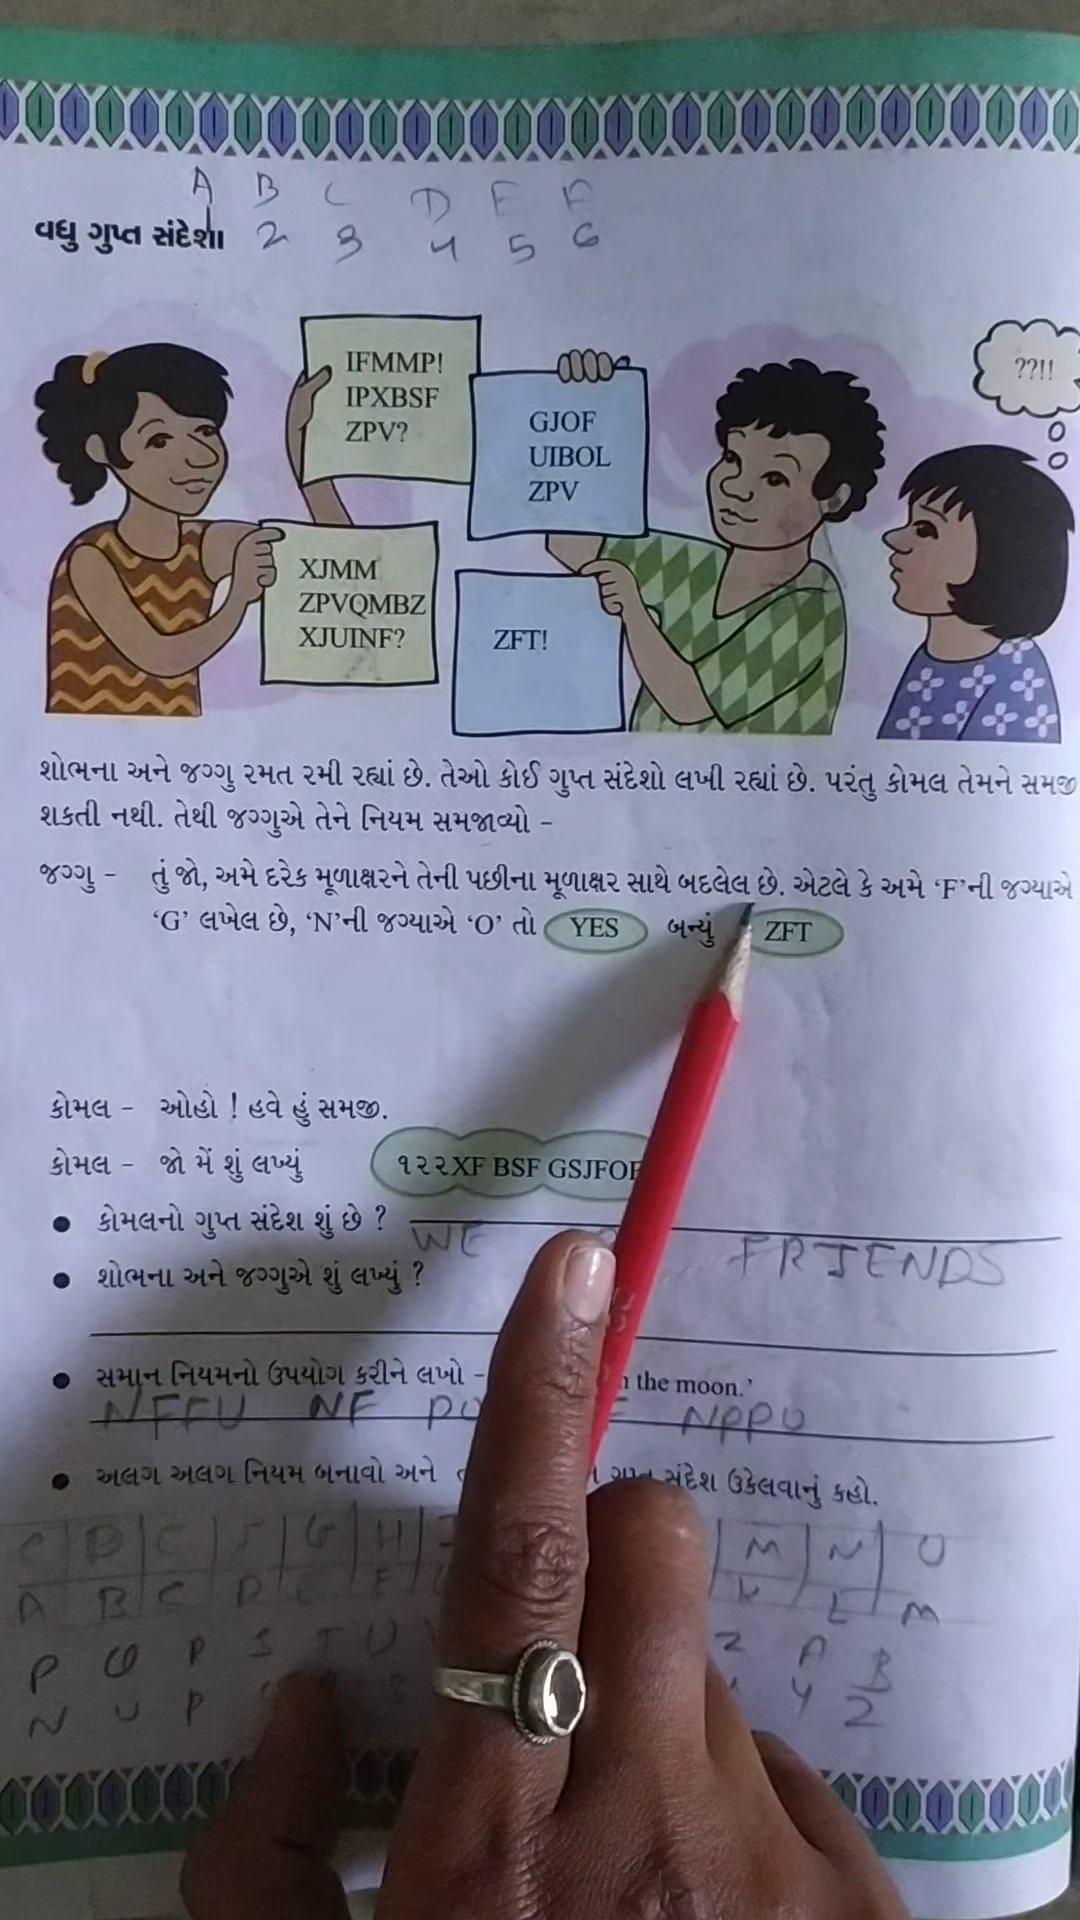 A B C D E F
વધુ ગુપ્ત સંદેશા 2 3 4 5 6
IFMMP!
IPXBSF
ZPV?
GJOF
UIBOL
ZPV
??!!
XJMM
ZPVQMBZ
XJUINF?
ZFT!
શોભના અને જગ્ગુ રમત રમી રહ્યાં છે. તેઓ કોઈ ગુપ્ત સંદેશો લખી રહ્યાં છે. પરંતુ કોમલ તેમને સમજી
શકતી નથી. તેથી જગ્ગુએ તેને નિયમ સમજાવ્યો –
જગ્ગુ – તું જો, અમે દરેક મૂળાક્ષરને તેની પછીના મૂળાક્ષર સાથે બદલેલ છે. એટલે કે અમે ‘F’ની જગ્યાએ
‘G’ લખેલ છે, ‘N’ની જગ્યાએ ‘O’ તો YES બન્યું ZFT
કોમલ – ઓહો ! હવે હું સમજી.
કોમલ – જો મેં શું લખ્યું ૧૨૨XF BSF
• કોમલનો ગુપ્ત સંદેશ શું છે ?
WE FRIENDS
• શોભના અને જગ્ગુએ શું લખ્યું ?
• સમાન નિયમનો ઉપયોગ કરીને લખો – the moon.’
NFFU NF NPPO
• અલગ અલગ નિયમ બનાવો અને સંદેશ ઉકેલવાનું કહો.
M N O
A B C D E F L M